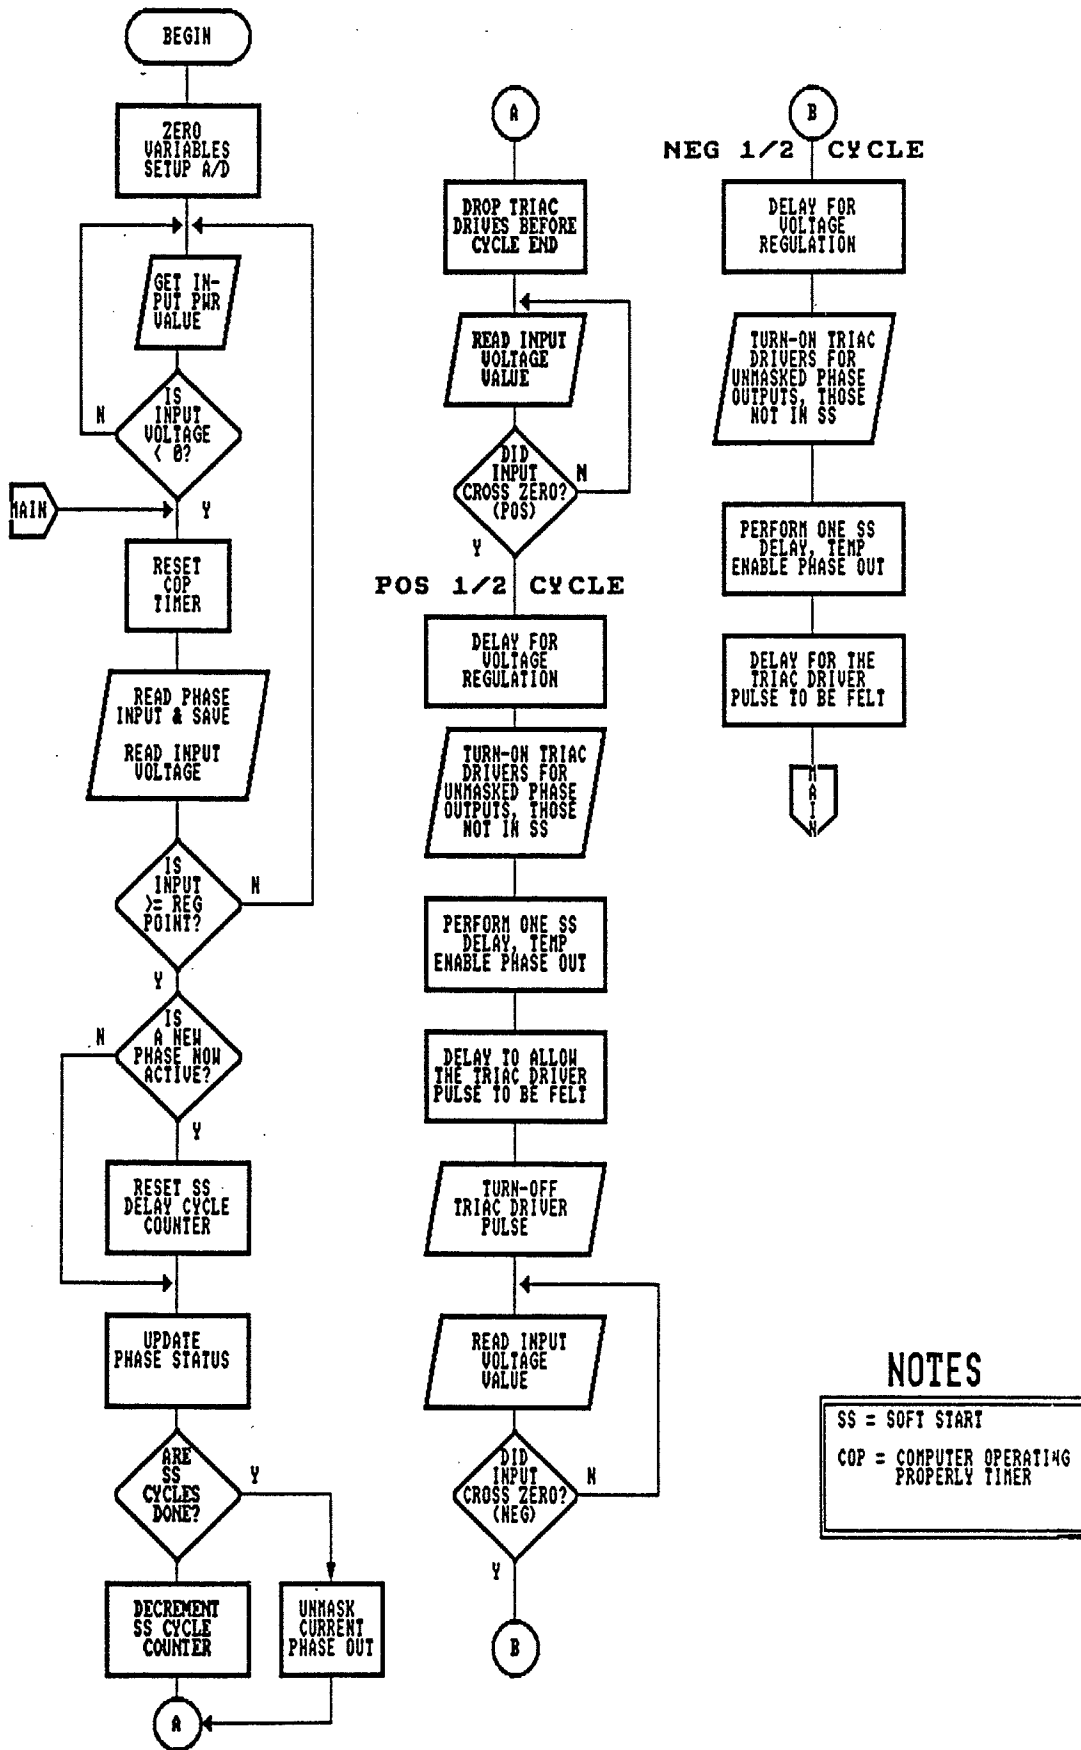 BEGIN
ZERO
VARIABLES
SETUP A/D
GET IN-
PUT PWR
VALUE
IS
INPUT
VOLTAGE
< 0?
N
Y
MAIN
RESET
COP
TIMER
READ PHASE
INPUT & SAVE
READ INPUT
VOLTAGE
IS
INPUT
>= REG
POINT?
N
Y
IS
A NEW
PHASE NOW
ACTIVE?
N
Y
RESET SS
DELAY CYCLE
COUNTER
UPDATE
PHASE STATUS
ARE
SS
CYCLES
DONE?
Y
DECREMENT
SS CYCLE
COUNTER
UNMASK
CURRENT
PHASE OUT
A
A
DROP TRIAC
DRIVES BEFORE
CYCLE END
READ INPUT
VOLTAGE
VALUE
DID
INPUT
CROSS ZERO?
(POS)
N
Y
POS 1/2 CYCLE
DELAY FOR
VOLTAGE
REGULATION
TURN-ON TRIAC
DRIVERS FOR
UNMASKED PHASE
OUTPUTS, THOSE
NOT IN SS
PERFORM ONE SS
DELAY, TEMP
ENABLE PHASE OUT
DELAY TO ALLOW
THE TRIAC DRIVER
PULSE TO BE FELT
TURN-OFF
TRIAC DRIVER
PULSE
READ INPUT
VOLTAGE
VALUE
DID
INPUT
CROSS ZERO?
(NEG)
N
Y
B
B
NEG 1/2 CYCLE
DELAY FOR
VOLTAGE
REGULATION
TURN-ON TRIAC
DRIVERS FOR
UNMASKED PHASE
OUTPUTS, THOSE
NOT IN SS
PERFORM ONE SS
DELAY, TEMP
ENABLE PHASE OUT
DELAY FOR THE
TRIAC DRIVER
PULSE TO BE FELT
MAIN
NOTES
SS = SOFT START
COP = COMPUTER OPERATING
PROPERLY TIMER